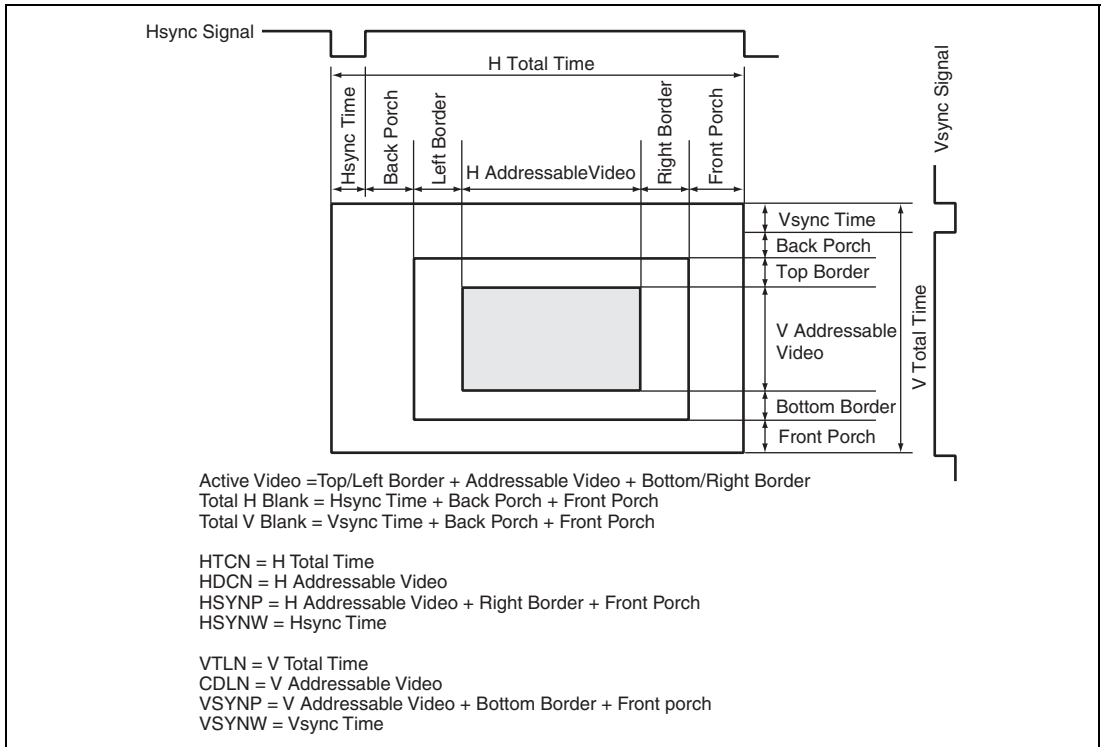 Hsync Signal
H Total Time
Hsync Time
Back Porch
Left Border
H AddressableVideo
Right Border
Front Porch
Vsync Signal
Vsync Time
Back Porch
Top Border
V Addressable
Video
V Total Time
Bottom Border
Front Porch
Active Video =Top/Left Border + Addressable Video + Bottom/Right Border
Total H Blank = Hsync Time + Back Porch + Front Porch
Total V Blank = Vsync Time + Back Porch + Front Porch
HTCN = H Total Time
HDCN = H Addressable Video
HSYNP = H Addressable Video + Right Border + Front Porch
HSYNW = Hsync Time
VTLN = V Total Time
CDLN = V Addressable Video
VSYNP = V Addressable Video + Bottom Border + Front porch
VSYNW = Vsync Time